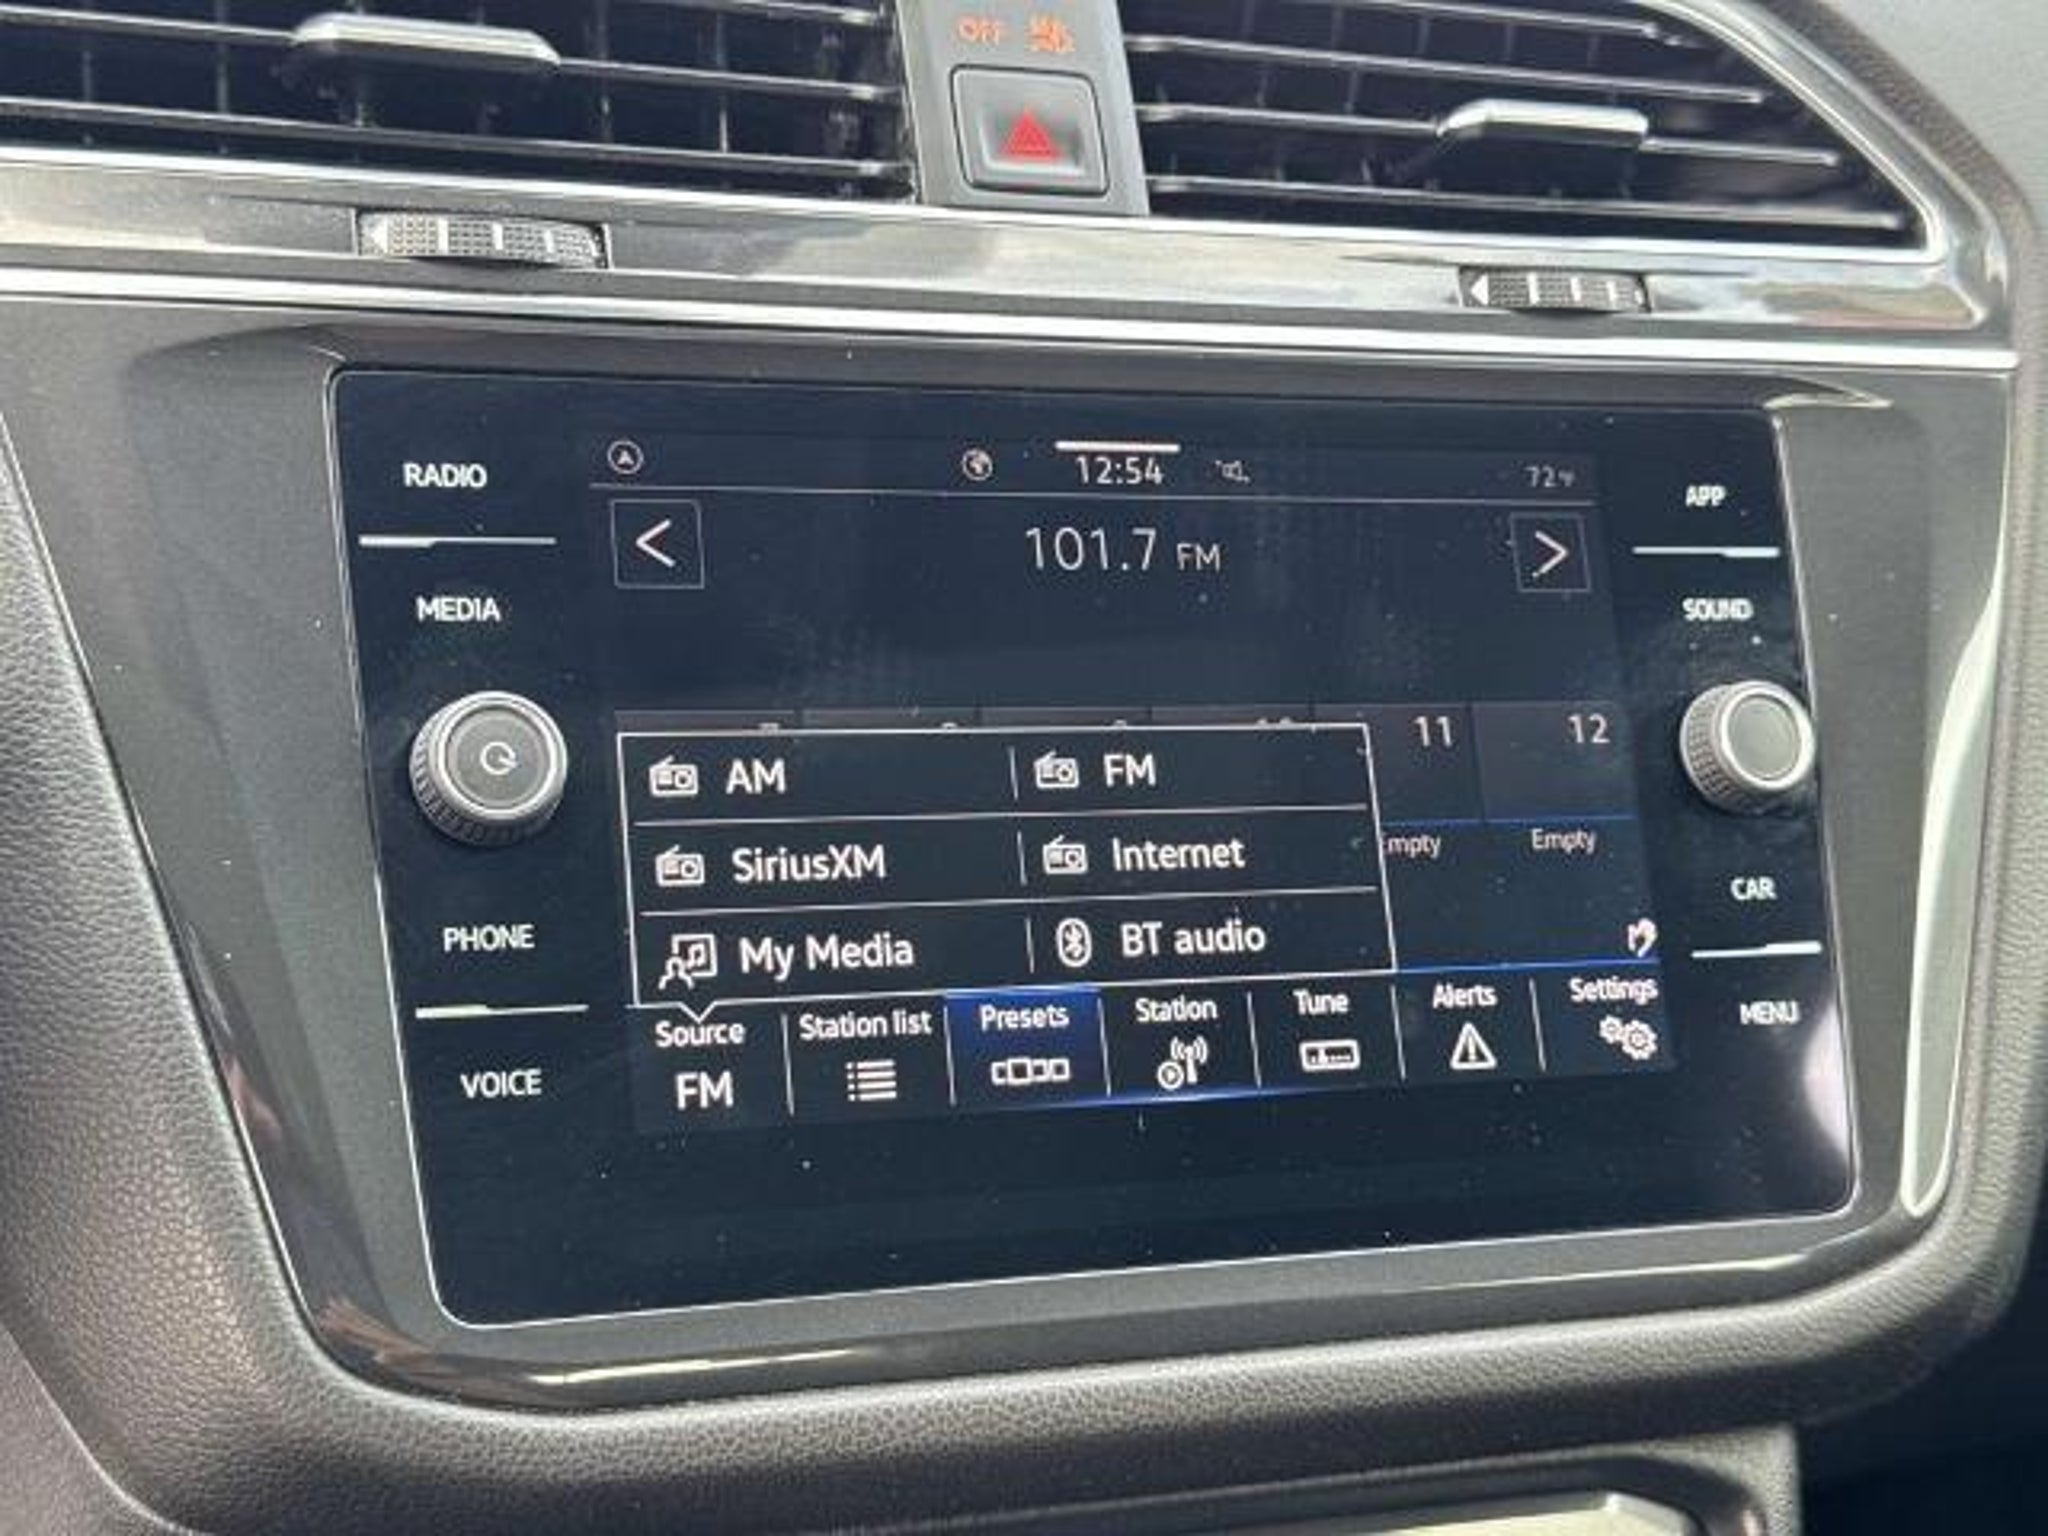 OFF
RADIO
MEDIA
PHONE
VOICE
12:54
72°F
101.7 FM
11
12
AM
FM
SiriusXM
Internet
My Media
BT audio
mpty
Empty
Source
FM
Station list
Presets
Station
Tune
Alerts
Settings
APP
SOUND
CAR
MENU